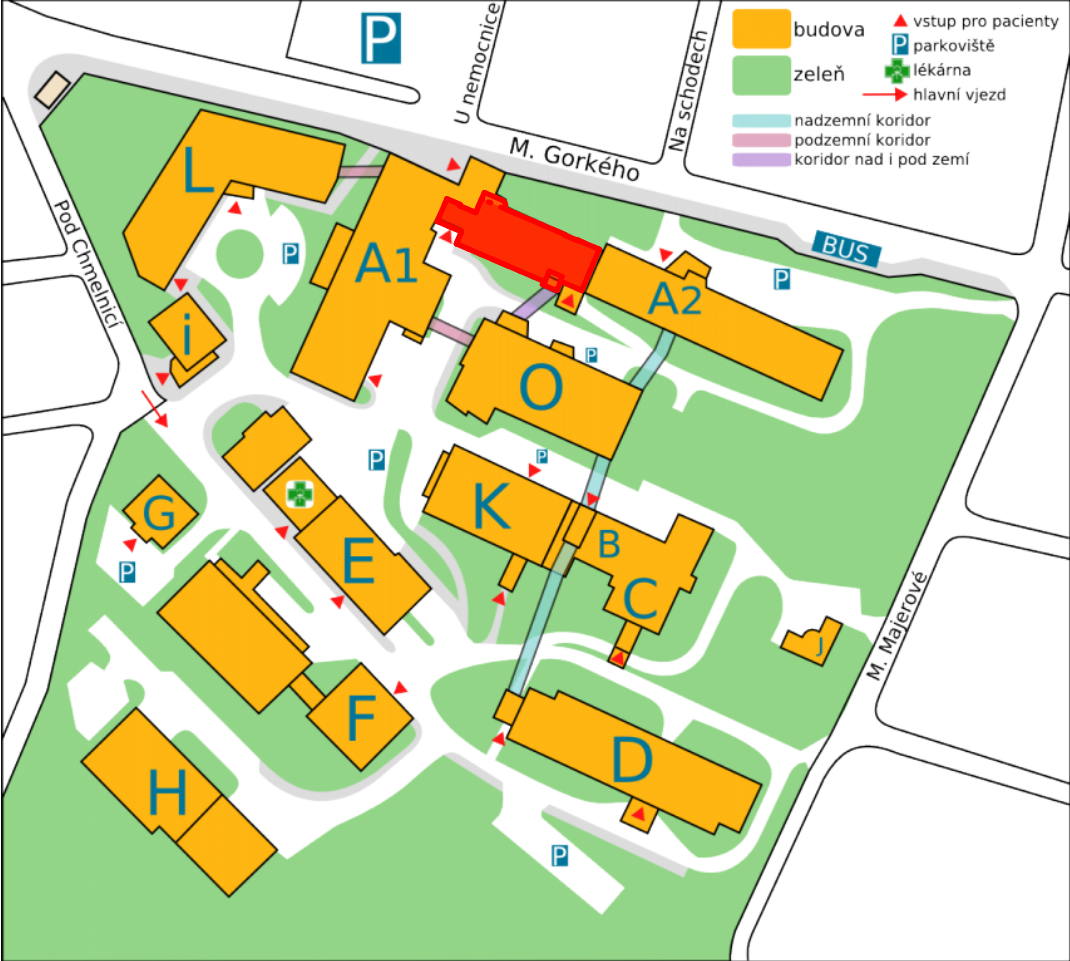 P
U nemocnice
Na schodech
budova
zeleň
nadzemní koridor
podzemní koridor
koridor nad i pod zemí
vstup pro pacienty
P parkoviště
lékárna
hlavní vjezd
M. Gorkého
BUS
Pod Chmelnicí
L
P
A1
A2
P
i
O
P
P
P
K
B
C
G
P
E
J
M. Majerové
F
D
H
P